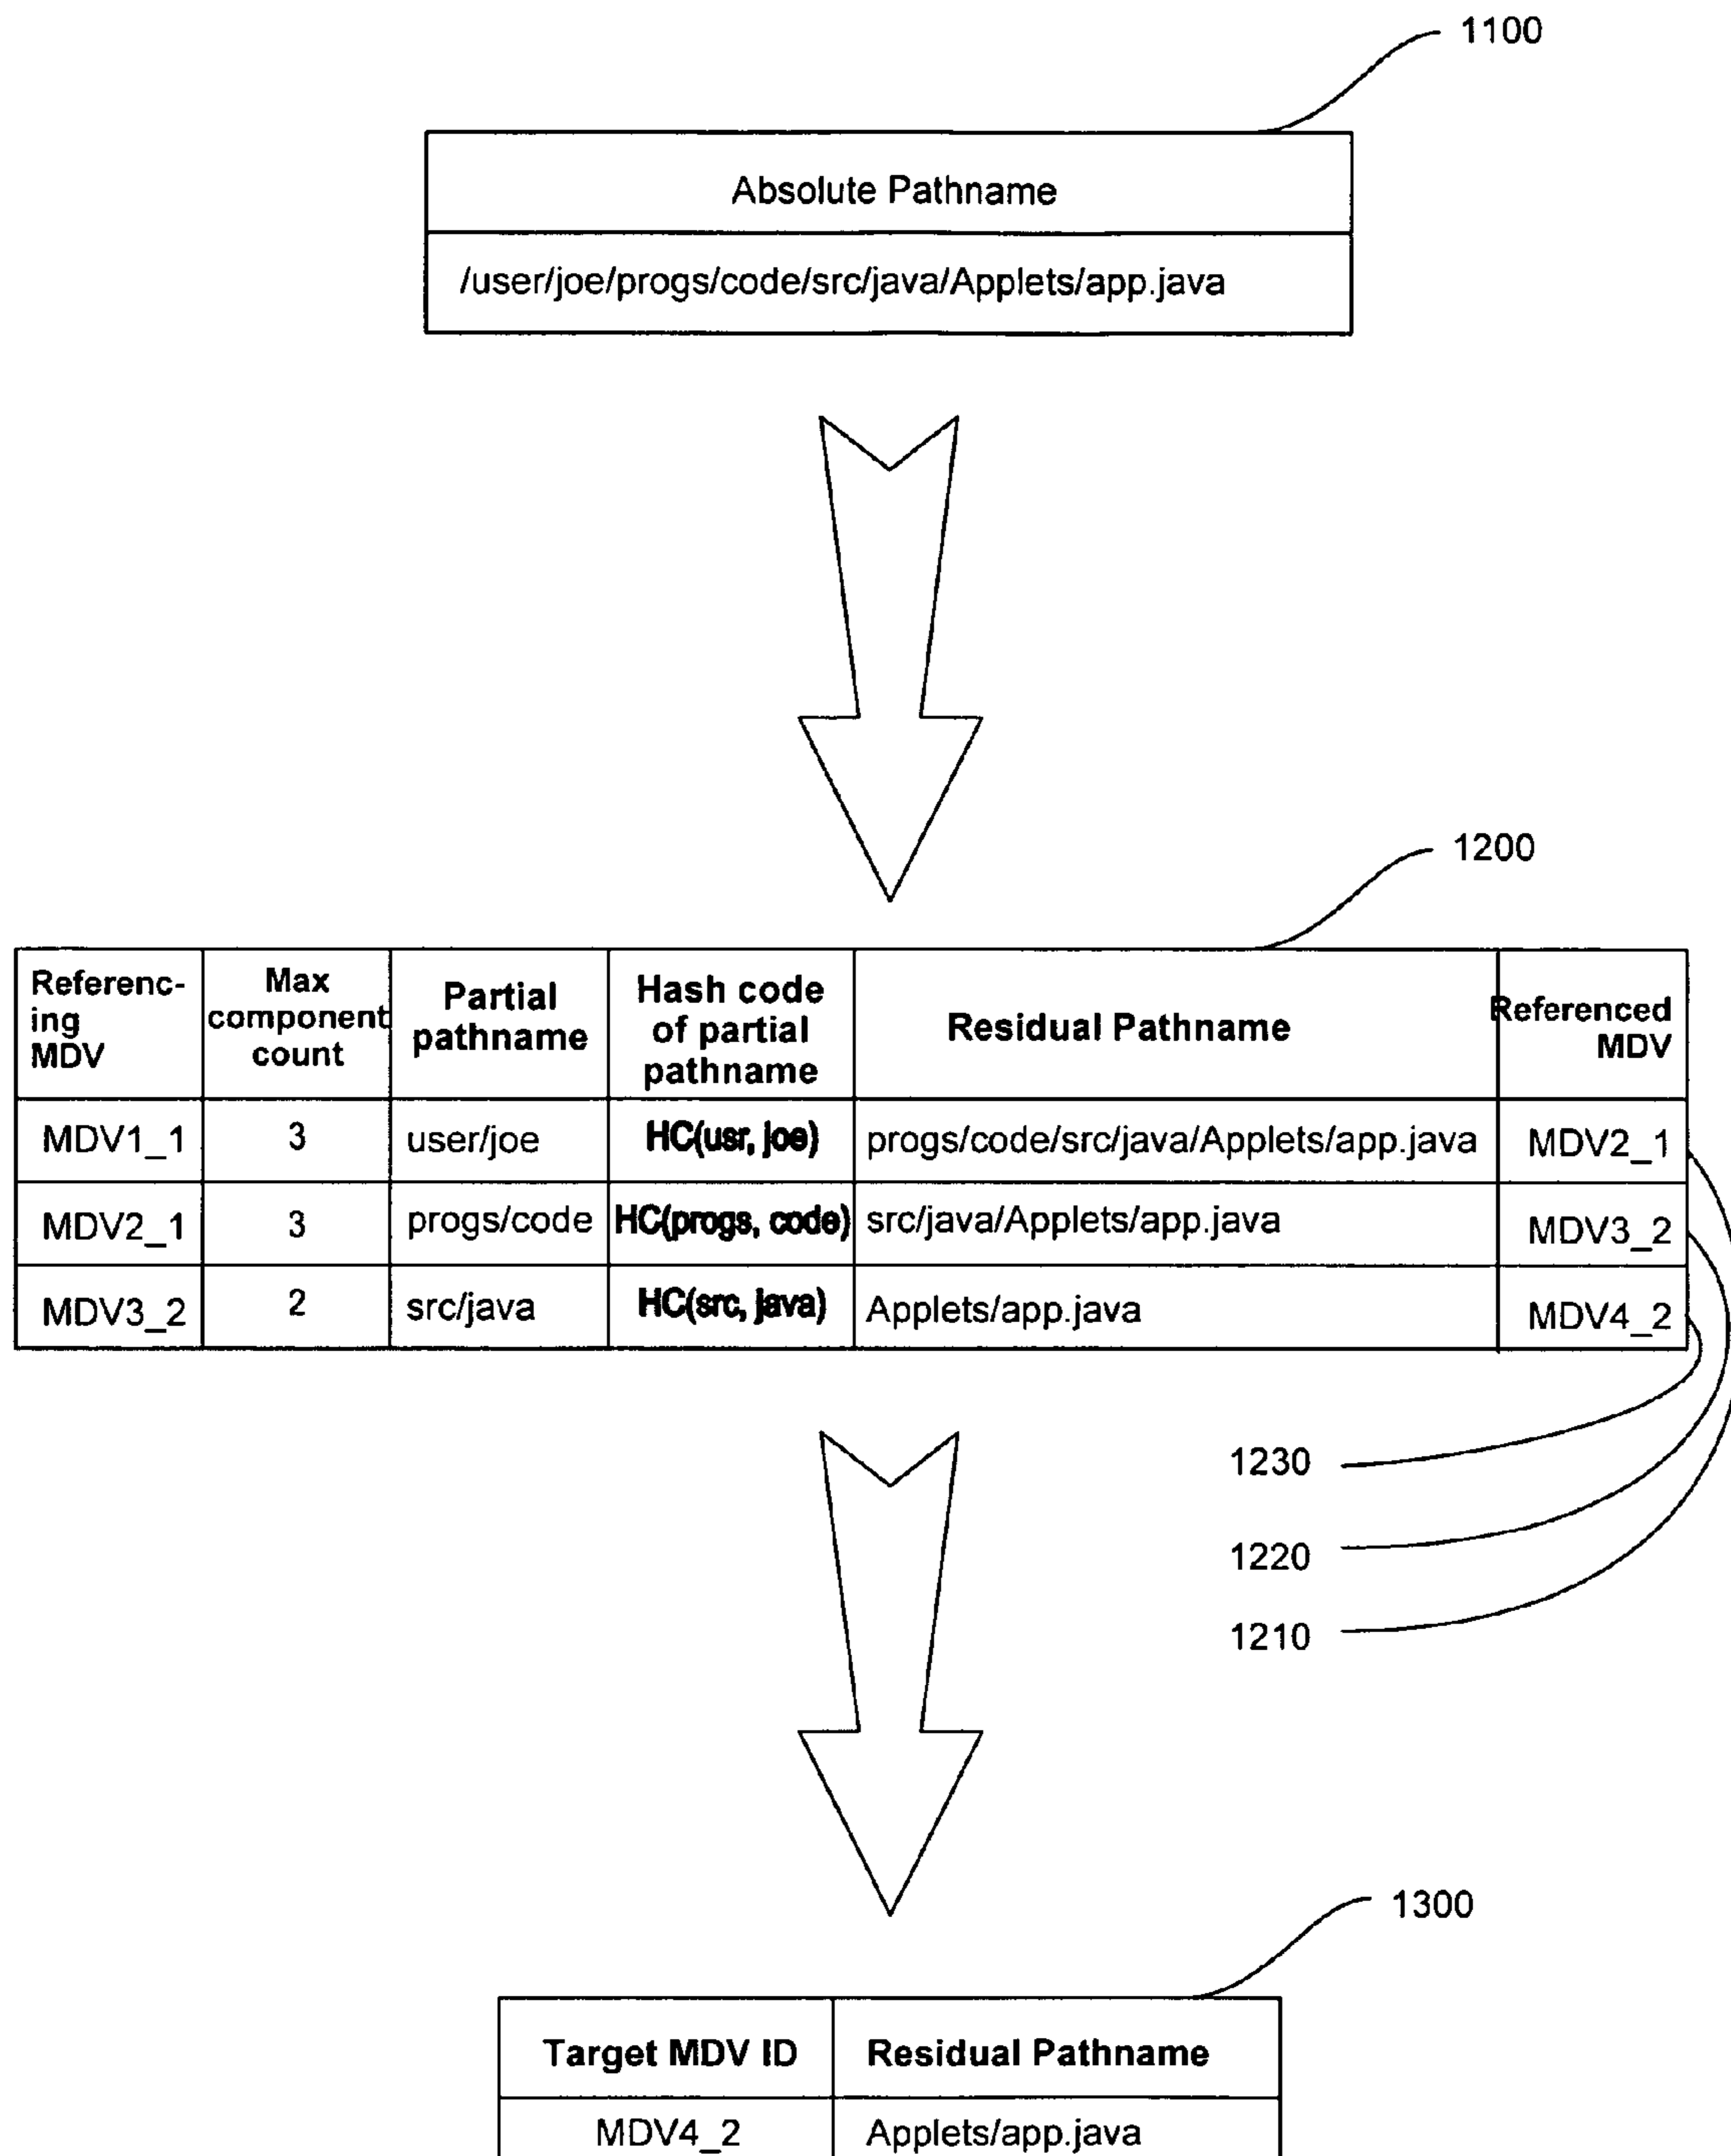 1100
Absolute Pathname
/user/joe/progs/code/src/java/Applets/app.java
1200
Referenc-
ing
MDV
Max
component
count
Partial
pathname
Hash code
of partial
pathname
Residual Pathname
Referenced
MDV
MDV1_1 3 user/joe HC(usr, joe) progs/code/src/java/Applets/app.java MDV2_1
MDV2_1 3 progs/code HC(progs, code) src/java/Applets/app.java MDV3_2
MDV3_2 2 src/java HC(src, java) Applets/app.java MDV4_2
1230
1220
1210
1300
Target MDV ID Residual Pathname
MDV4_2 Applets/app.java